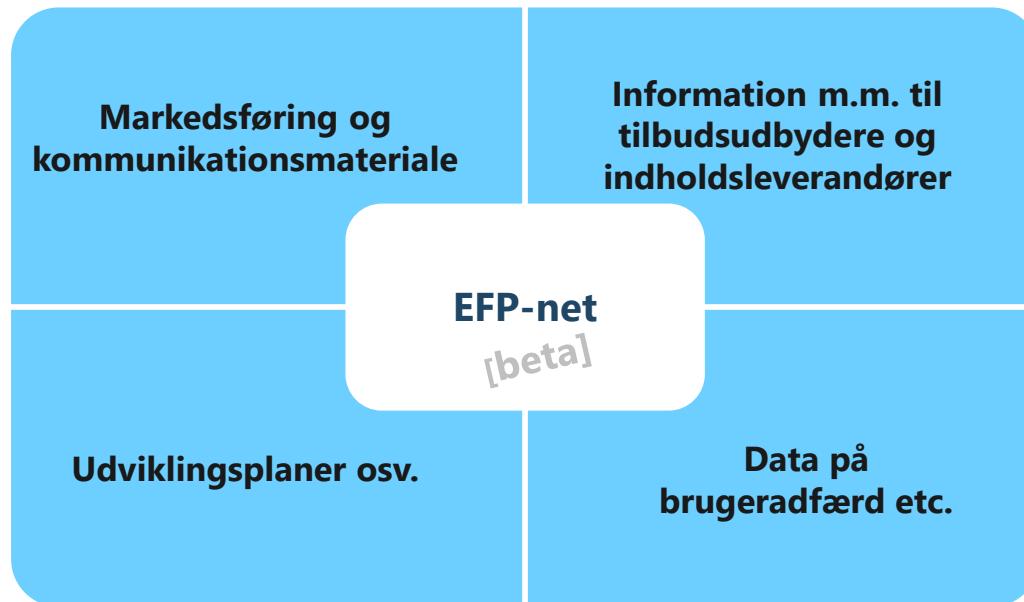 Markedsføring og
kommunikationsmateriale
Information m.m. til
tilbudsudbydere og
indholdsleverandører
EFP-net
[beta]
Udviklingsplaner osv.
Data på
brugeradfærd etc.